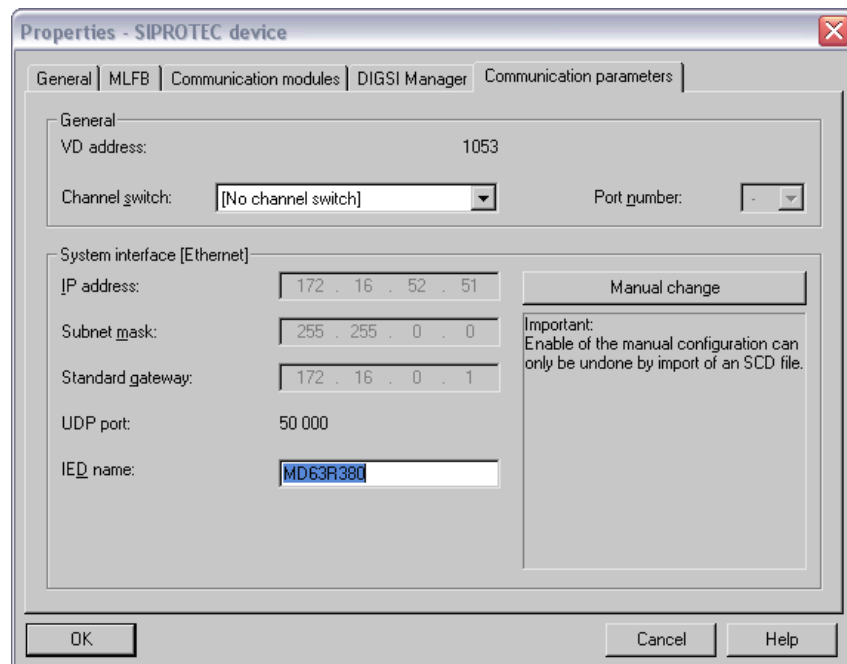 Properties - SIPROTEC device
General MLFB Communication modules DIGSI Manager Communication parameters
General
VD address: 1053
Channel switch: [No channel switch] Port number: -
System interface [Ethernet]
IP address: 172 . 16 . 52 . 51 Manual change
Important:
Enable of the manual configuration can
only be undone by import of an SCD file.
Subnet mask: 255 . 255 . 0 . 0
Standard gateway: 172 . 16 . 0 . 1
UDP port: 50 000
IED name: MD63R380
OK Cancel Help